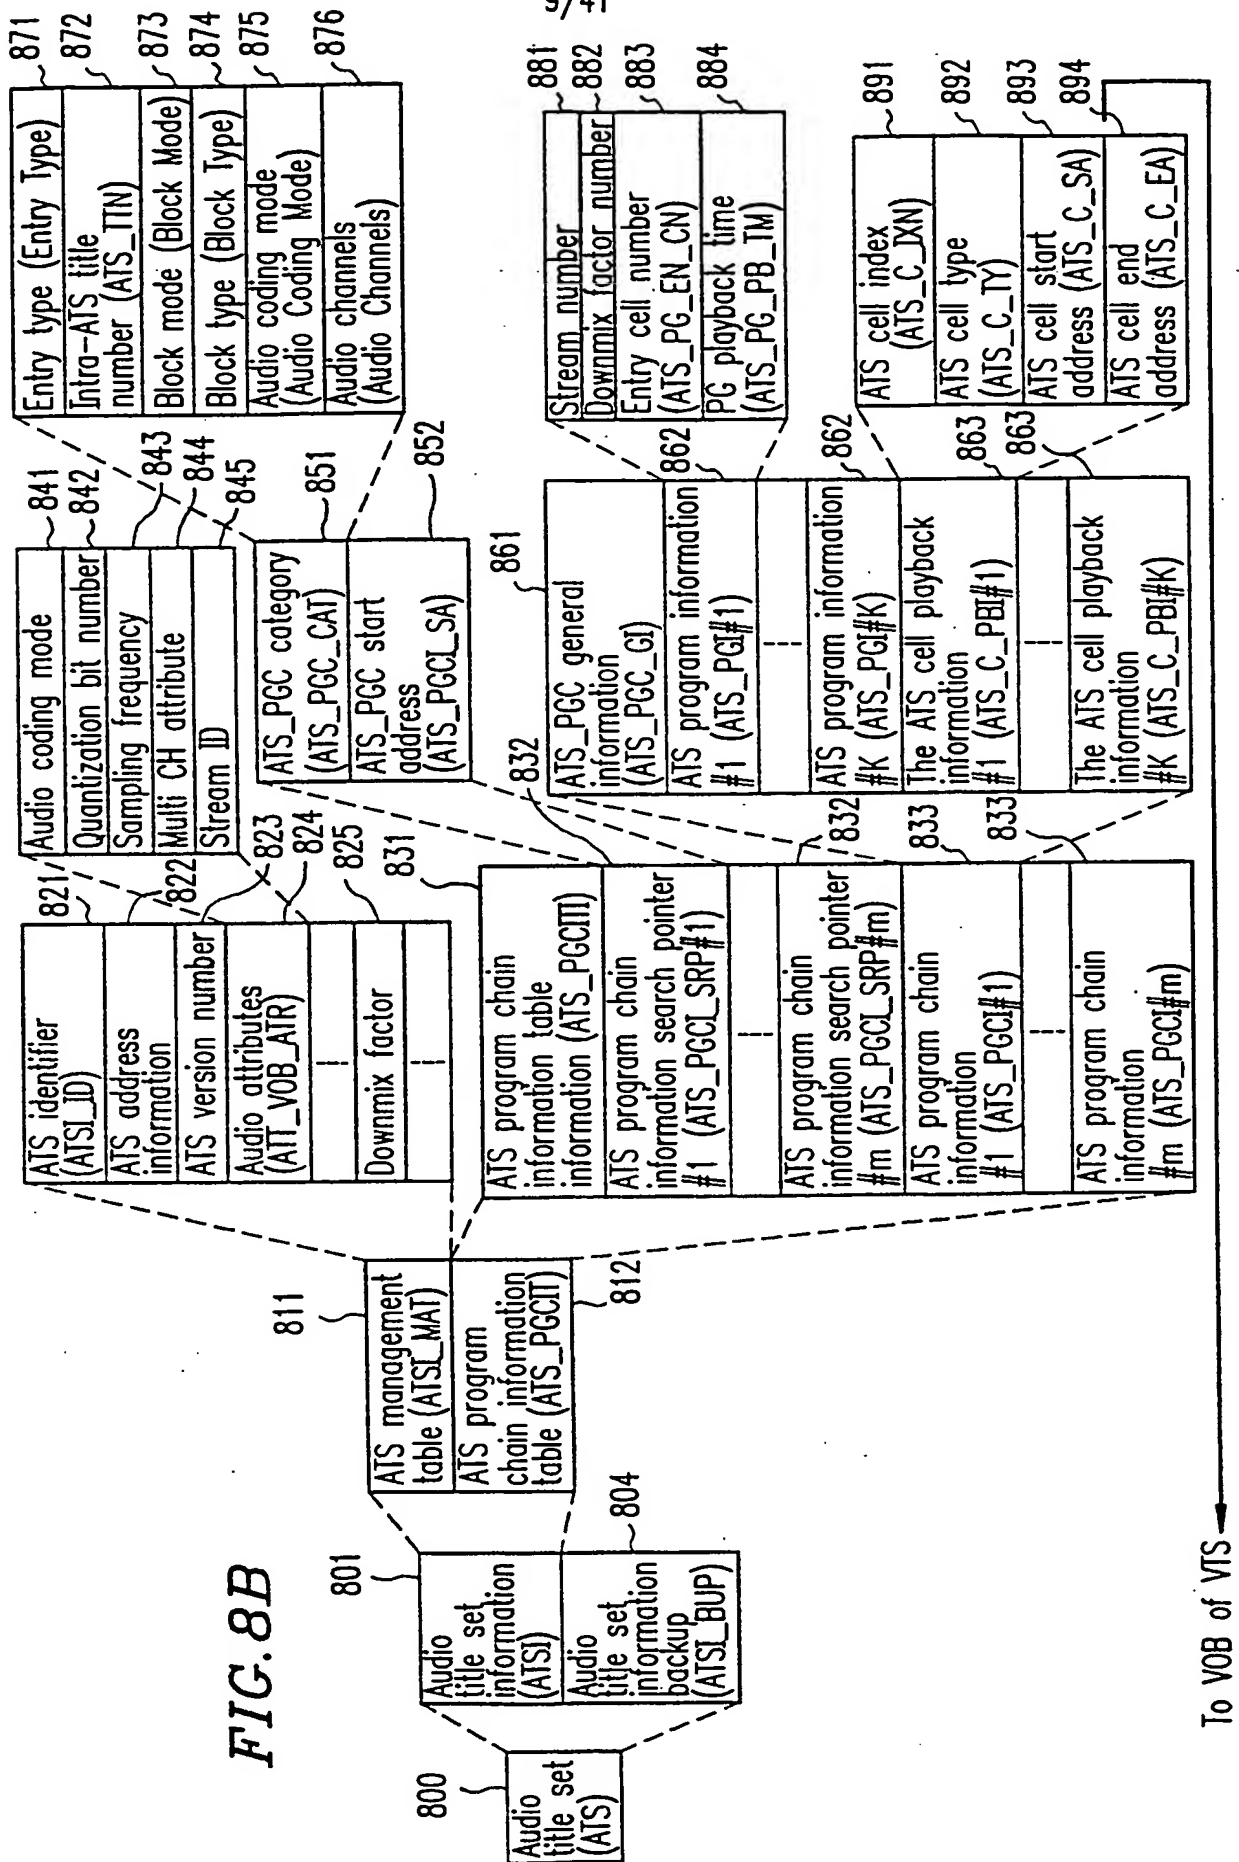 9/41
FIG. 8B
800
Audio
title set
(ATS)
801
Audio
title set
information
(ATSI)
Audio
title set
information
backup
(ATSI_BUP)
804
811
ATS management
table (ATSI_MAT)
ATS program
chain information
table (ATS_PGCIT)
812
ATS identifier
(ATSI_ID)
ATS address
information
ATS version number
Audio attributes
(ATT_VOB_ATR)
Downmix factor
821
822
823
824
825
831
ATS program chain
information table
information (ATS_PGCITI)
ATS program chain
information search pointer
#1 (ATS_PGCI_SRP#1)
ATS program chain
information search pointer
#m (ATS_PGCI_SRP#m)
ATS program chain
information
#1 (ATS_PGCI#1)
ATS program chain
information
#m (ATS_PGCI#m)
832
832
833
833
Audio coding mode
Quantization bit number
Sampling frequency
Multi CH attribute
Stream ID
841
842
843
844
845
ATS_PGC category
(ATS_PGC_CAT)
ATS_PGC start
address
(ATS_PGCI_SA)
851
852
861
ATS_PGC general
information
(ATS_PGC_GI)
ATS program information
#1 (ATS_PGI#1)
ATS program information
#K (ATS_PGI#K)
The ATS cell playback
information
#1 (ATS_C_PBI#1)
The ATS cell playback
information
#K (ATS_C_PBI#K)
862
862
863
863
Entry type (Entry Type)
Intra-ATS title
number (ATS_TTN)
Block mode (Block Mode)
Block type (Block Type)
Audio coding mode
(Audio Coding Mode)
Audio channels
(Audio Channels)
871
872
873
874
875
876
Stream number
Downmix factor number
Entry cell number
(ATS_PG_EN_CN)
PG playback time
(ATS_PG_PB_TM)
881
882
883
884
ATS cell index
(ATS_C_IXN)
ATS cell type
(ATS_C_TY)
ATS cell start
address (ATS_C_SA)
ATS cell end
address (ATS_C_EA)
891
892
893
894
To VOB of VTS